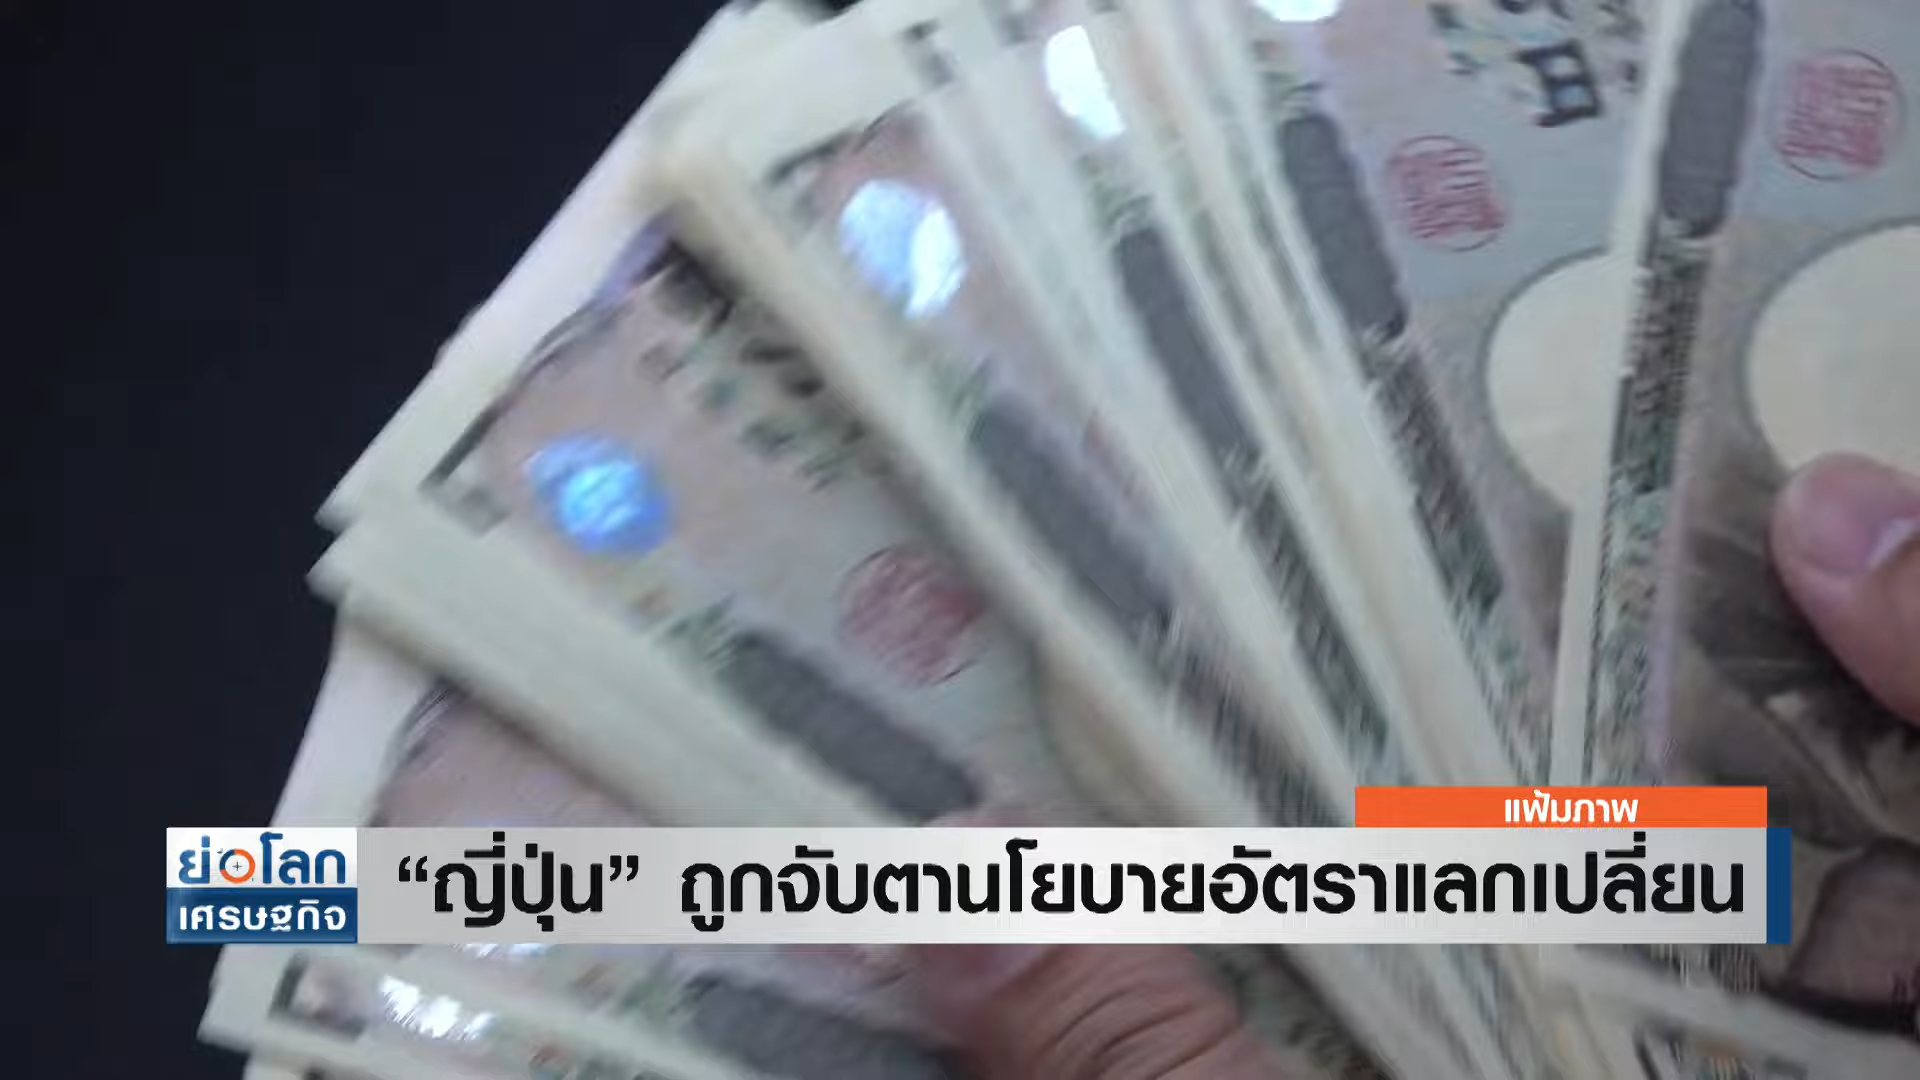 แฟ้มภาพ
ย่อโลก
เศรษฐกิจ
“ญี่ปุ่น” ถูกจับตานโยบายอัตราแลกเปลี่ยน